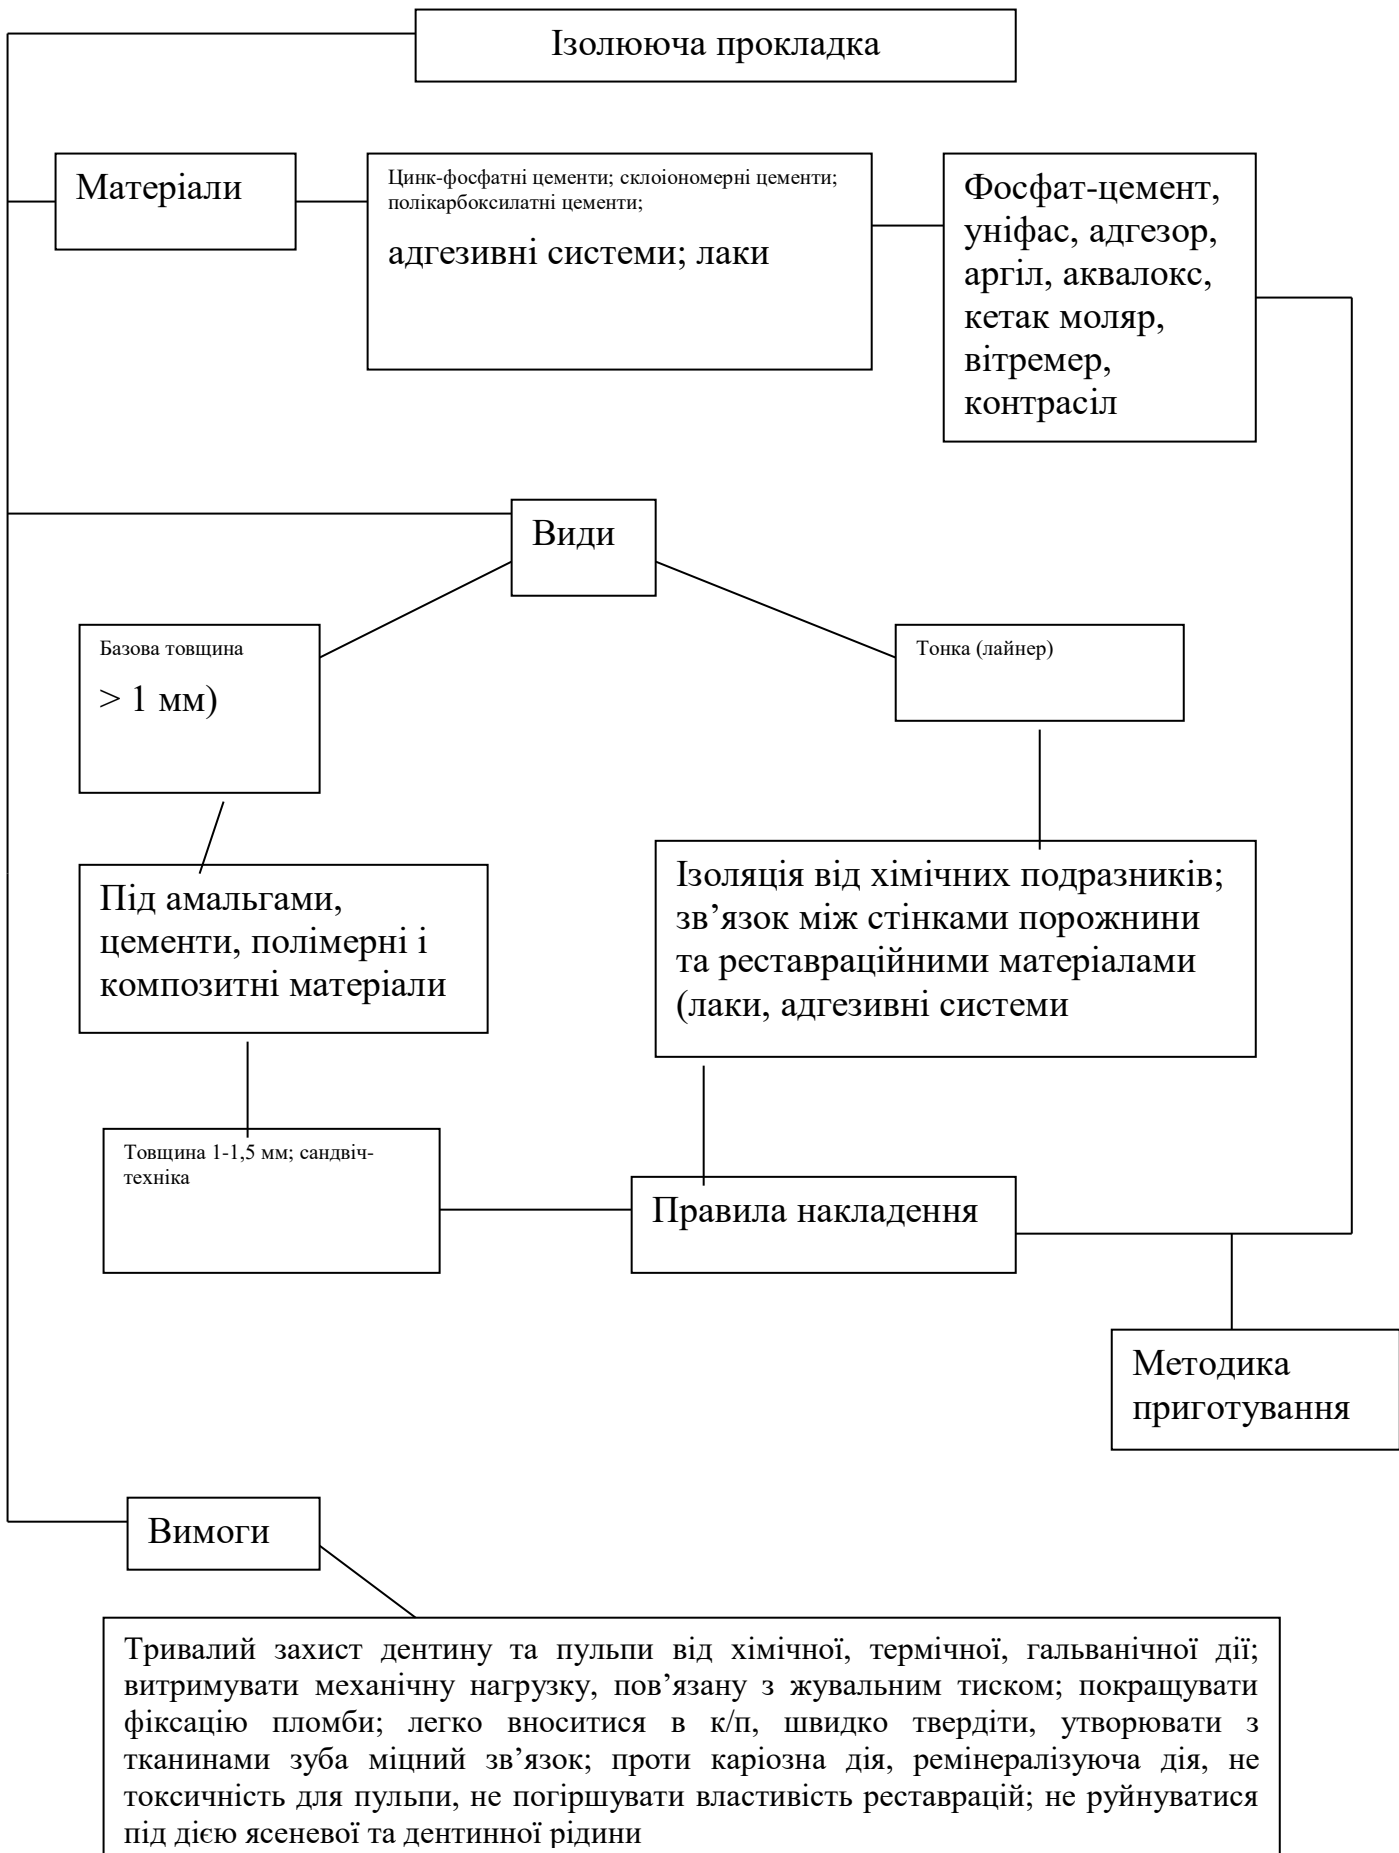 Ізолююча прокладка
Матеріали
Цинк-фосфатні цементи; склоіономерні цементи;
полікарбоксилатні цементи;
адгезивні системи; лаки
Фосфат-цемент,
уніфас, адгезор,
аргіл, аквалокс,
кетак моляр,
вітремер,
контрасіл
Види
Базова товщина
> 1 мм)
Тонка (лайнер)
Під амальгами,
цементи, полімерні і
композитні матеріали
Ізоляція від хімічних подразників;
зв’язок між стінками порожнини
та реставраційними матеріалами
(лаки, адгезивні системи
Товщина 1-1,5 мм; сандвіч-
техніка
Правила накладення
Методика
приготування
Вимоги
Тривалий захист дентину та пульпи від хімічної, термічної, гальванічної дії;
витримувати механічну нагрузку, пов’язану з жувальним тиском; покращувати
фіксацію пломби; легко вноситися в к/п, швидко твердіти, утворювати з
тканинами зуба міцний зв’язок; проти каріозна дія, ремінералізуюча дія, не
токсичність для пульпи, не погіршувати властивість реставрацій; не руйнуватися
під дією ясеневої та дентинної рідини